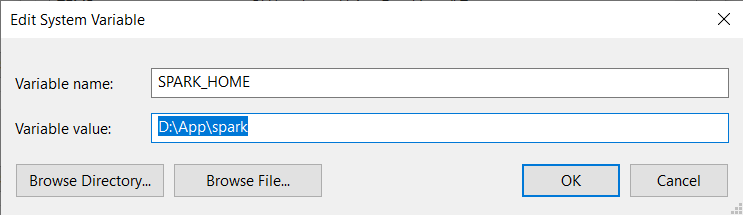 Edit System Variable
Variable name: SPARK_HOME
Variable value: D:\App\spark
Browse Directory... Browse File... OK Cancel